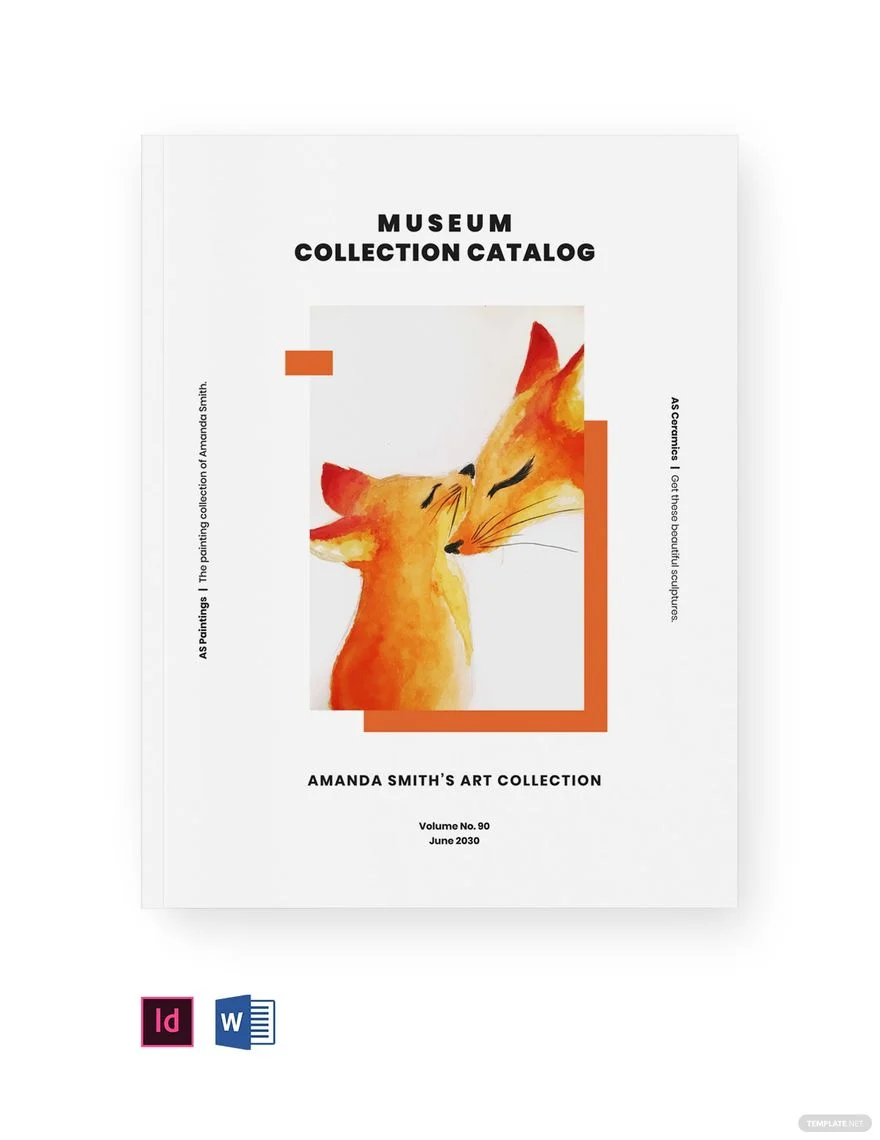 MUSEUM
COLLECTION CATALOG
AS Paintings | The painting collection of Amanda Smith.
AS Ceramics | Get these beautiful sculptures.
AMANDA SMITH'S ART COLLECTION
Volume No. 90
June 2030
Id
W
TEMPLATE.NET